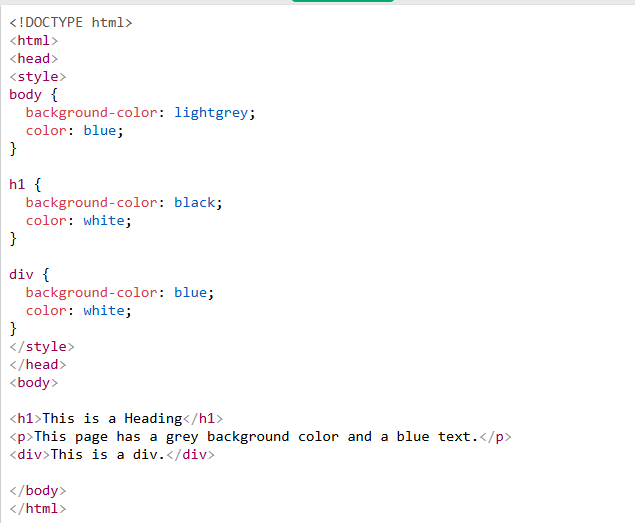 <!DOCTYPE html>
<html>
<head>
<style>
body {
  background-color: lightgrey;
  color: blue;
}

h1 {
  background-color: black;
  color: white;
}

div {
  background-color: blue;
  color: white;
}
</style>
</head>
<body>

<h1>This is a Heading</h1>
<p>This page has a grey background color and a blue text.</p>
<div>This is a div.</div>

</body>
</html>